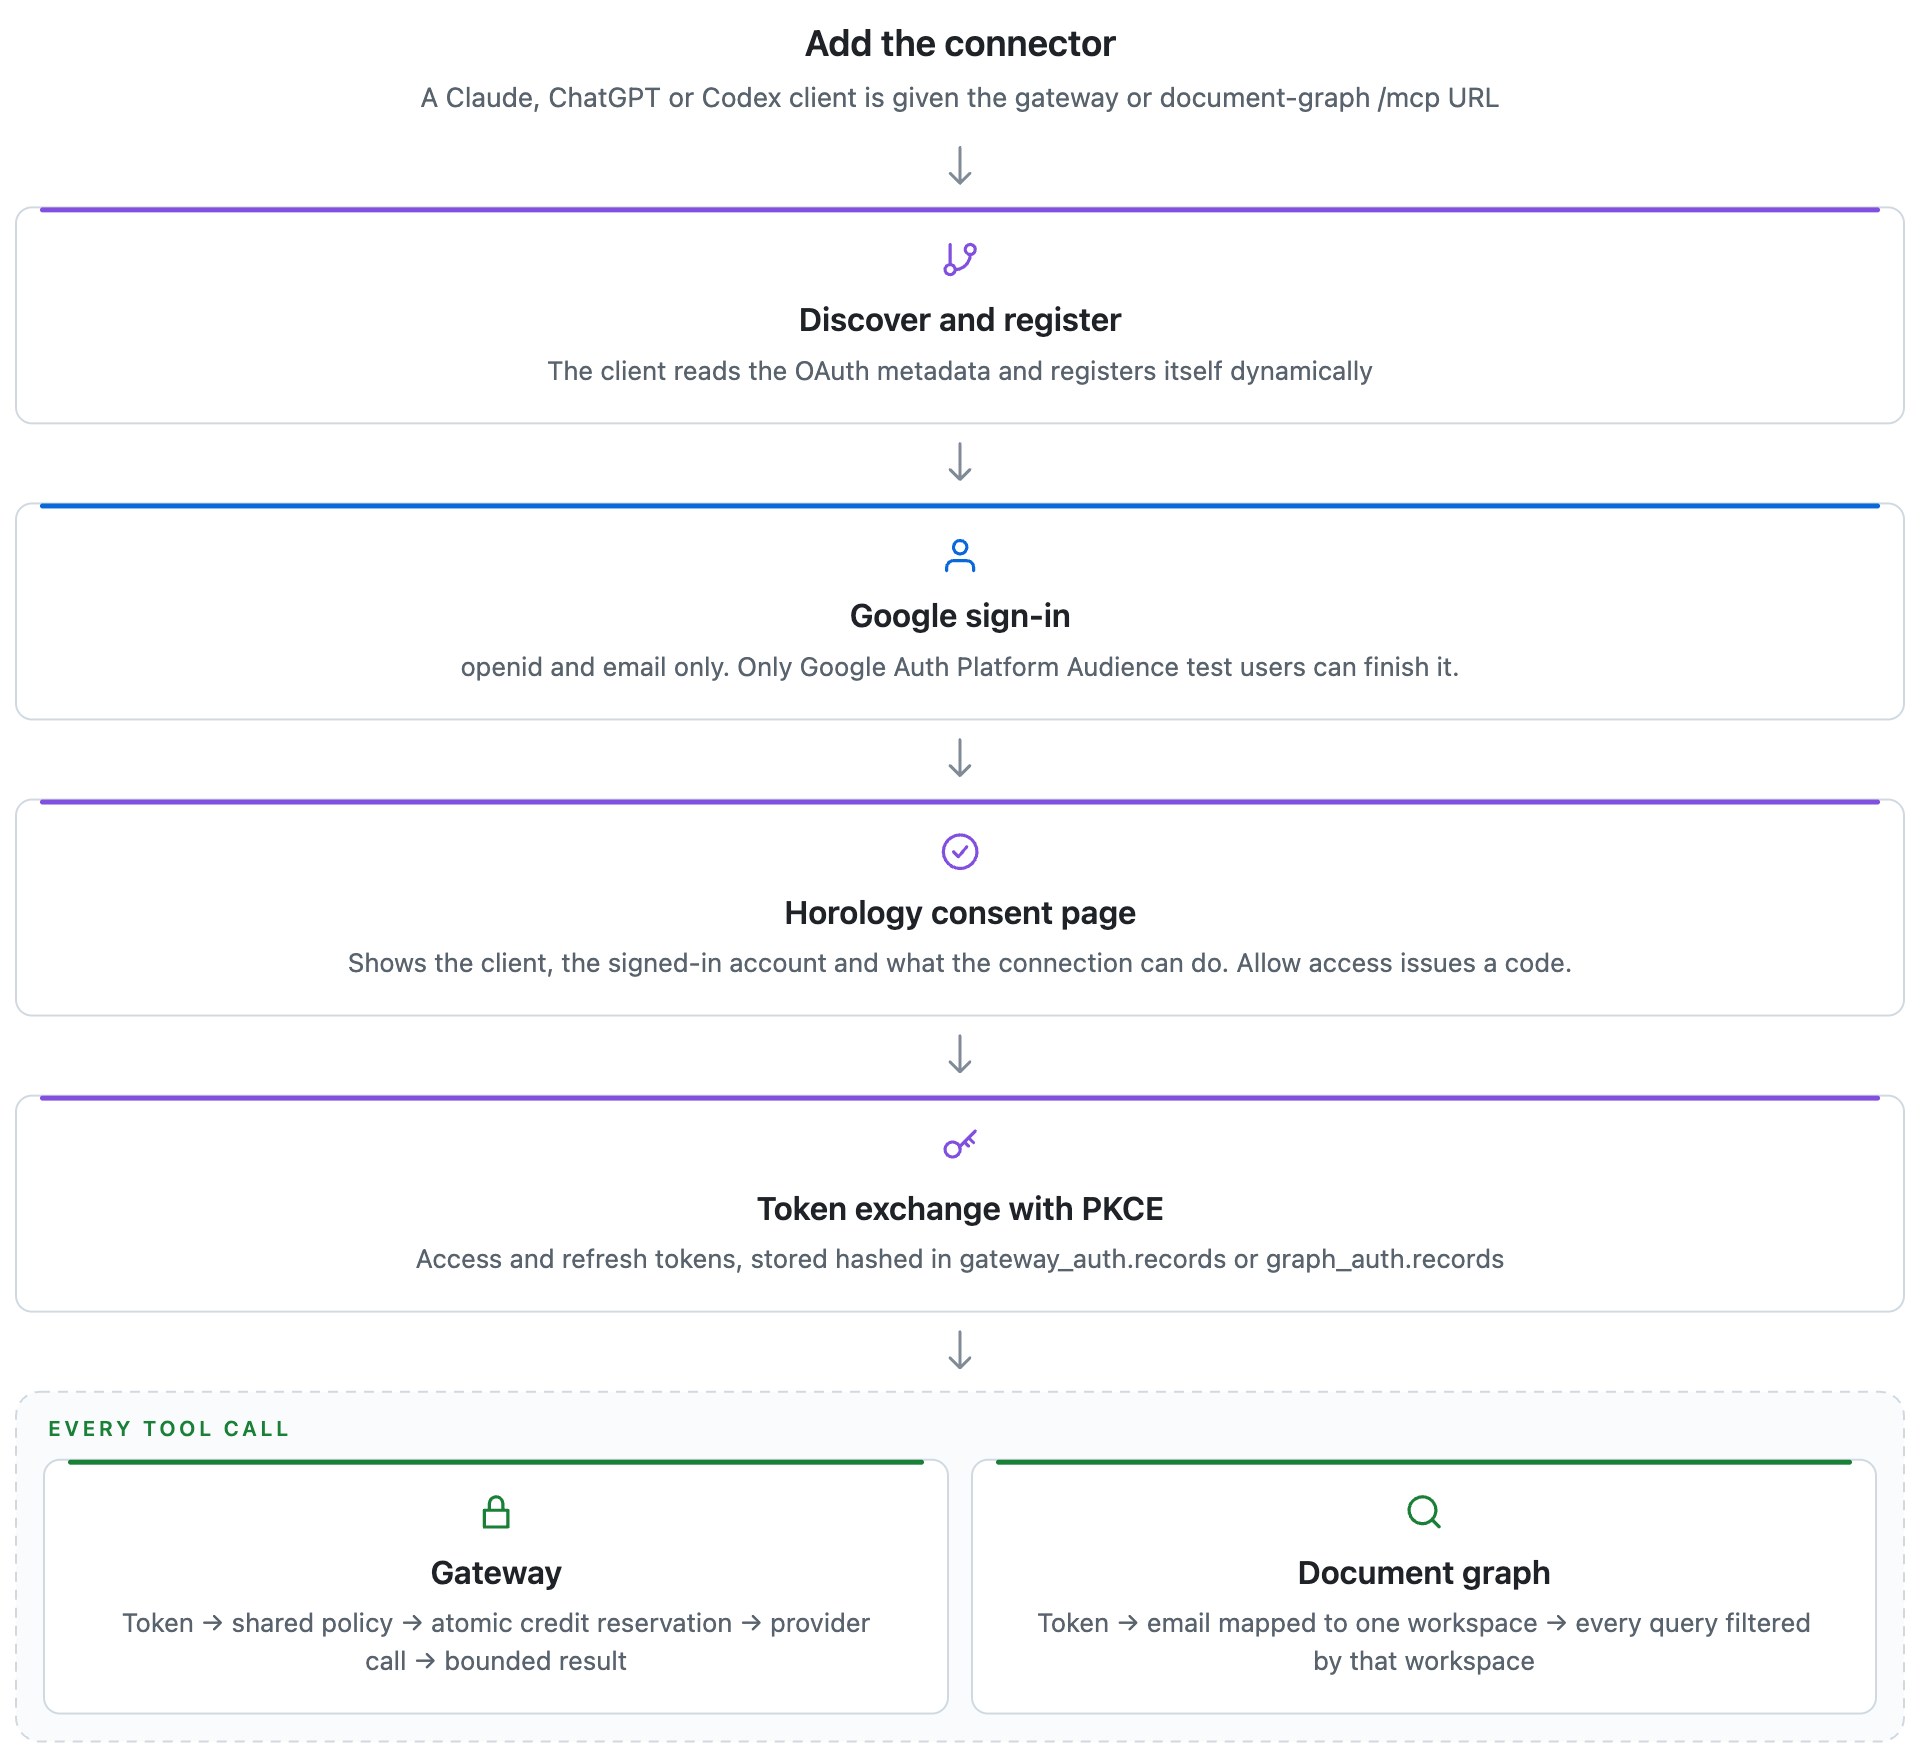 Add the connector
A Claude, ChatGPT or Codex client is given the gateway or document-graph /mcp URL
Discover and register
The client reads the OAuth metadata and registers itself dynamically
Google sign-in
openid and email only. Only Google Auth Platform Audience test users can finish it.
Horology consent page
Shows the client, the signed-in account and what the connection can do. Allow access issues a code.
Token exchange with PKCE
Access and refresh tokens, stored hashed in gateway_auth.records or graph_auth.records
EVERY TOOL CALL
Gateway
Token → shared policy → atomic credit reservation → provider
call → bounded result
Document graph
Token → email mapped to one workspace → every query filtered
by that workspace